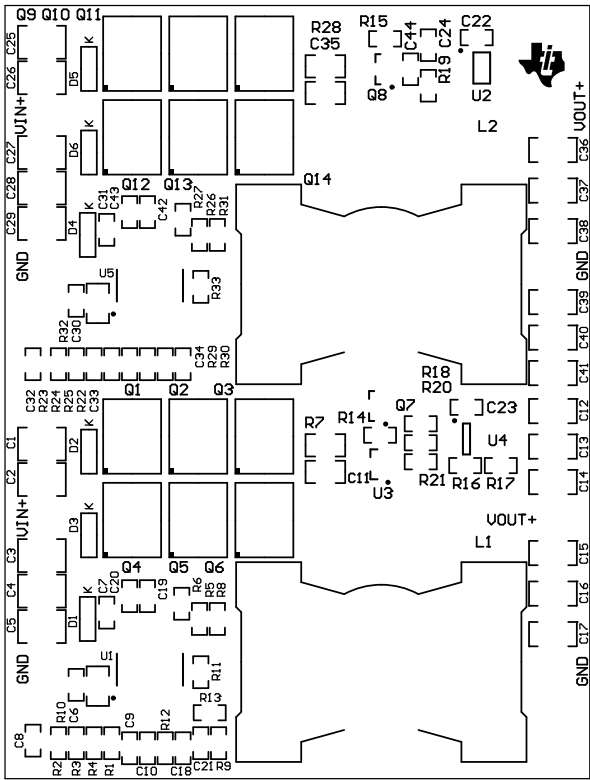 Q9 Q10 Q11
R28
C35
R15
C44
C24
C22
C25
K
D5
C26
R19
Q8
U2
VIN+
VOUT+
K
D6
L2
C27
C36
C28
Q12 Q13
Q14
C37
C29
D4
K
C31
C43
C42
R27
R26
R31
C38
GND
U5
R33
GND
C39
R32
C30
C40
C34
R29
R30
C41
R18
R20
C32
R23
R24
R25
R22
C33
Q1 Q2 Q3
Q7
C23
C12
C1
K
D2
R7
R14
U4
C13
C2
C11
U3
R21
R16 R17
C14
VIN+
K
D3
VOUT+
L1
C3
C15
C4
Q4 Q5 Q6
C16
C5
D1
K
C7
C20
C19
R6
R5
R8
C17
GND
U1
R11
GND
R10
C6
R13
C8
C9
R12
R2
R3
R4
R1
C10
C18
C21
R9